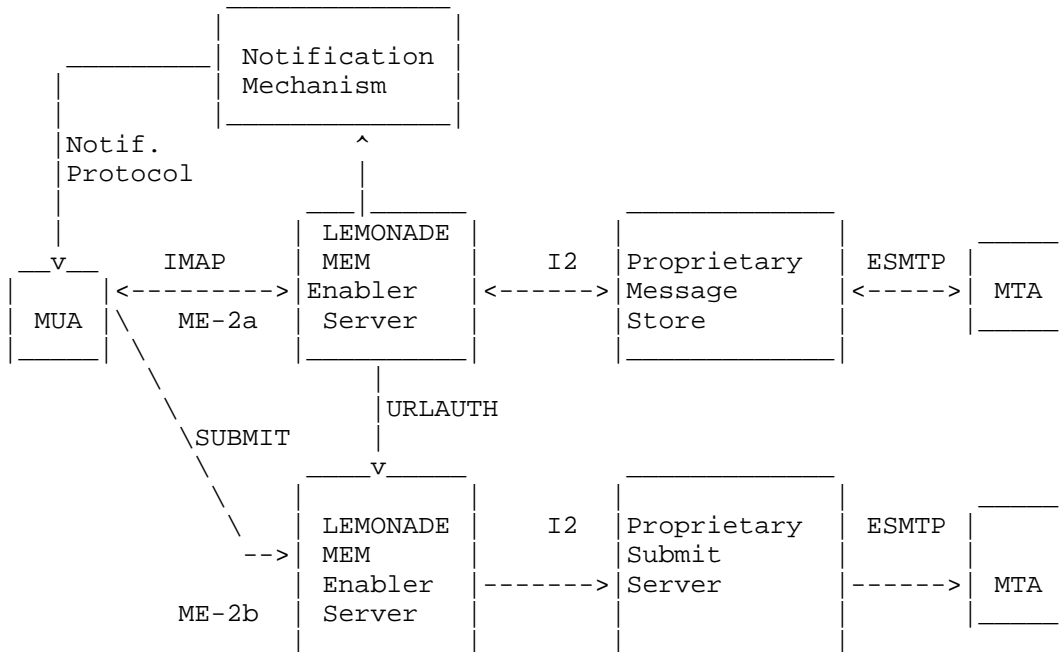 Notification
Mechanism
Notif.
Protocol
LEMONADE
IMAP MEM I2 Proprietary ESMTP
Enabler Message MTA
MUA ME-2a Server Store
URLAUTH
SUBMIT
LEMONADE I2 Proprietary ESMTP
MEM Submit
Enabler Server MTA
ME-2b Server